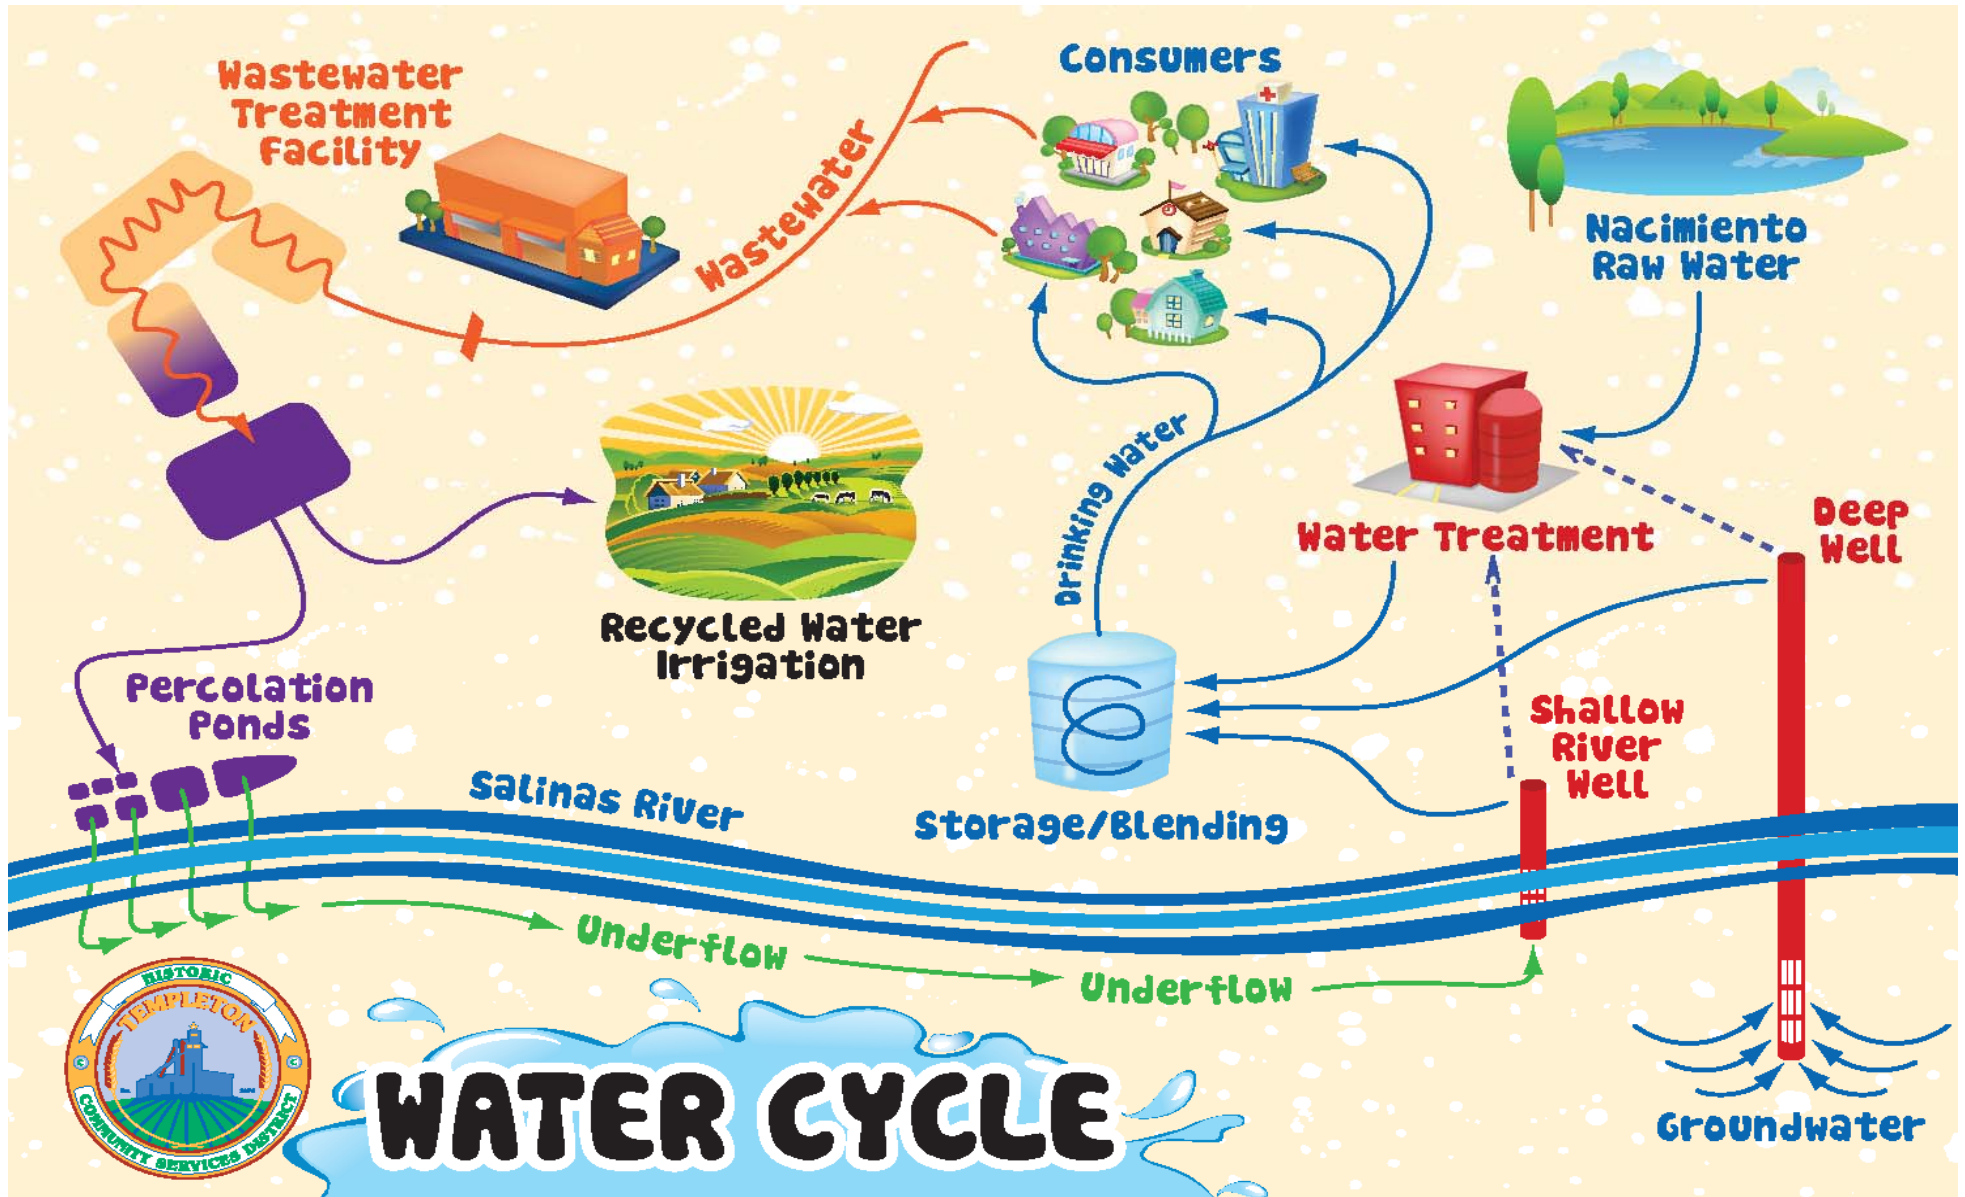 Wastewater
Treatment
Facility
Wastewater
Consumers
Nacimiento
Raw Water
Drinking Water
Water Treatment
Deep
Well
Recycled Water
Irrigation
Percolation
Ponds
Shallow
River
Well
Salinas River
Storage/Blending
Underflow
Underflow
HISTORIC
TEMPLETON
COMMUNITY SERVICES DISTRICT
WATER CYCLE
Groundwater